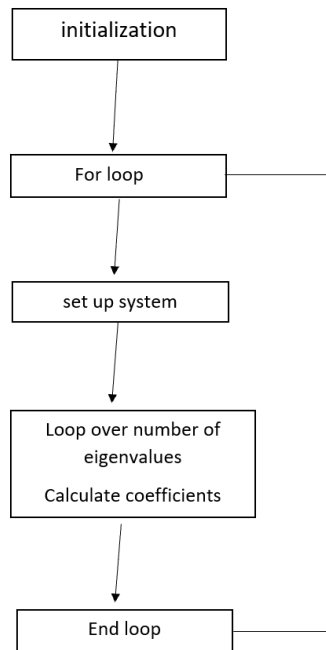 initialization
For loop
set up system
Loop over number of
eigenvalues
Calculate coefficients
End loop